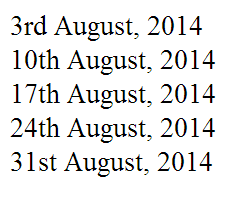 3rd August, 2014
10th August, 2014
17th August, 2014
24th August, 2014
31st August, 2014